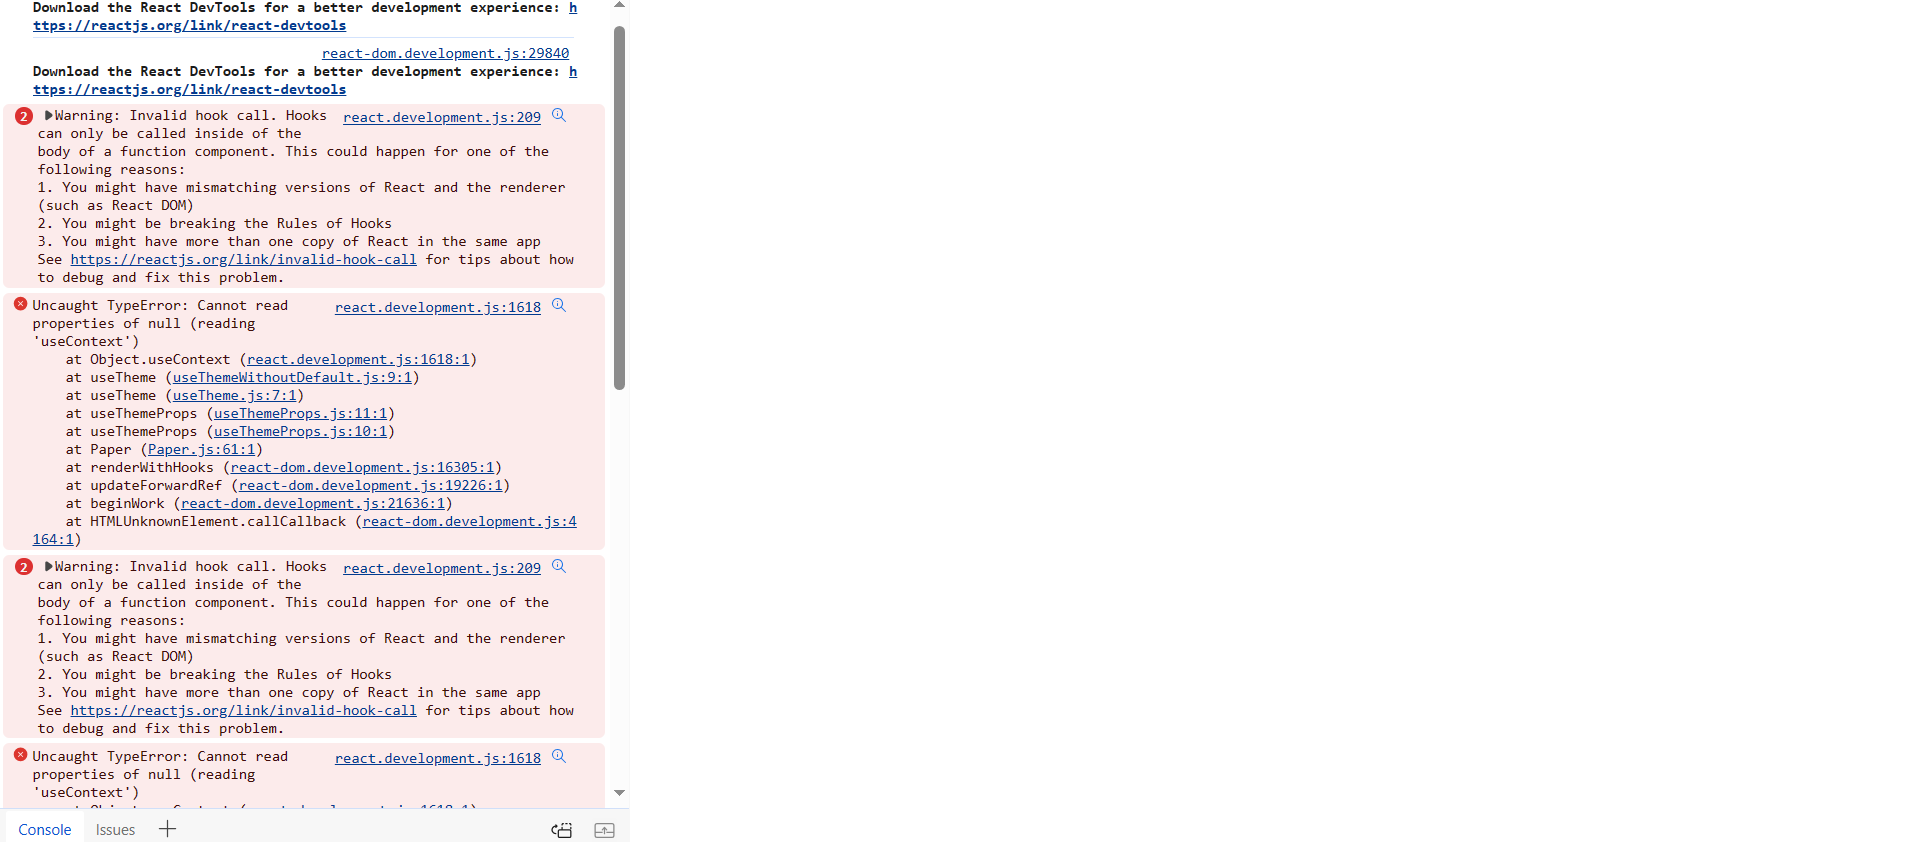 Download the React DevTools for a better development experience: h
ttps://reactjs.org/link/react-devtools
react-dom.development.js:29840
Download the React DevTools for a better development experience: h
ttps://reactjs.org/link/react-devtools
2 Warning: Invalid hook call. Hooks react.development.js:209
can only be called inside of the
body of a function component. This could happen for one of the
following reasons:
1. You might have mismatching versions of React and the renderer
(such as React DOM)
2. You might be breaking the Rules of Hooks
3. You might have more than one copy of React in the same app
See https://reactjs.org/link/invalid-hook-call for tips about how
to debug and fix this problem.
Uncaught TypeError: Cannot read react.development.js:1618
properties of null (reading
'useContext')
at Object.useContext (react.development.js:1618:1)
at useTheme (useThemeWithoutDefault.js:9:1)
at useTheme (useTheme.js:7:1)
at useThemeProps (useThemeProps.js:11:1)
at useThemeProps (useThemeProps.js:10:1)
at Paper (Paper.js:61:1)
at renderWithHooks (react-dom.development.js:16305:1)
at updateForwardRef (react-dom.development.js:19226:1)
at beginWork (react-dom.development.js:21636:1)
at HTMLUnknownElement.callCallback (react-dom.development.js:4
164:1)
2 Warning: Invalid hook call. Hooks react.development.js:209
can only be called inside of the
body of a function component. This could happen for one of the
following reasons:
1. You might have mismatching versions of React and the renderer
(such as React DOM)
2. You might be breaking the Rules of Hooks
3. You might have more than one copy of React in the same app
See https://reactjs.org/link/invalid-hook-call for tips about how
to debug and fix this problem.
Uncaught TypeError: Cannot read react.development.js:1618
properties of null (reading
'useContext')
Console Issues